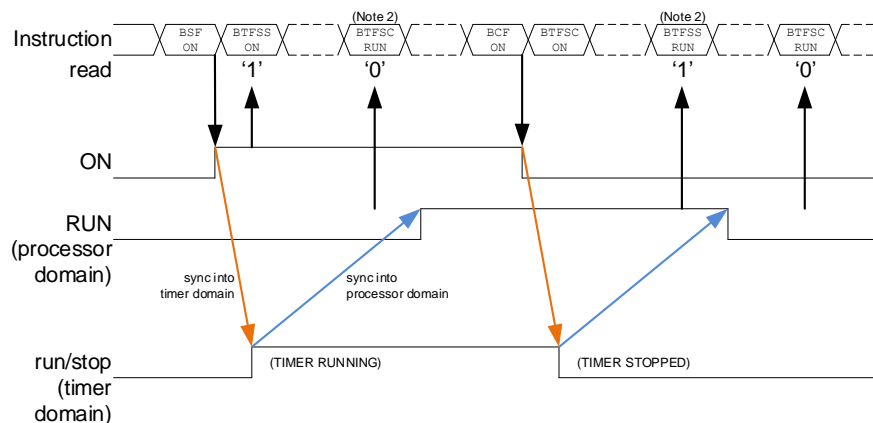 (Note 2)
(Note 2)
Instruction
BSF
ON
BTFSS
ON
BTFSC
RUN
BCF
ON
BTFSC
ON
BTFSS
RUN
BTFSC
RUN
read
‘1’
‘0’
‘1’
‘0’
ON
RUN
(processor
domain)
sync into
timer domain
sync into
processor domain
run/stop
(timer
domain)
(TIMER RUNNING)
(TIMER STOPPED)